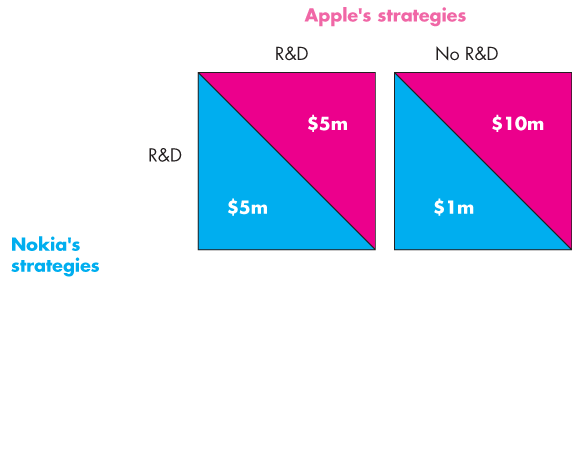 Apple's strategies
R&D
No R&D
R&D
$5m
$10m
$5m
$1m
Nokia's
strategies